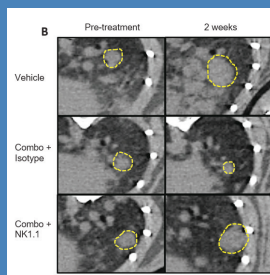 B
Pre-treatment
2 weeks
Vehicle
Combo +
Isotype
Combo +
NK1.1